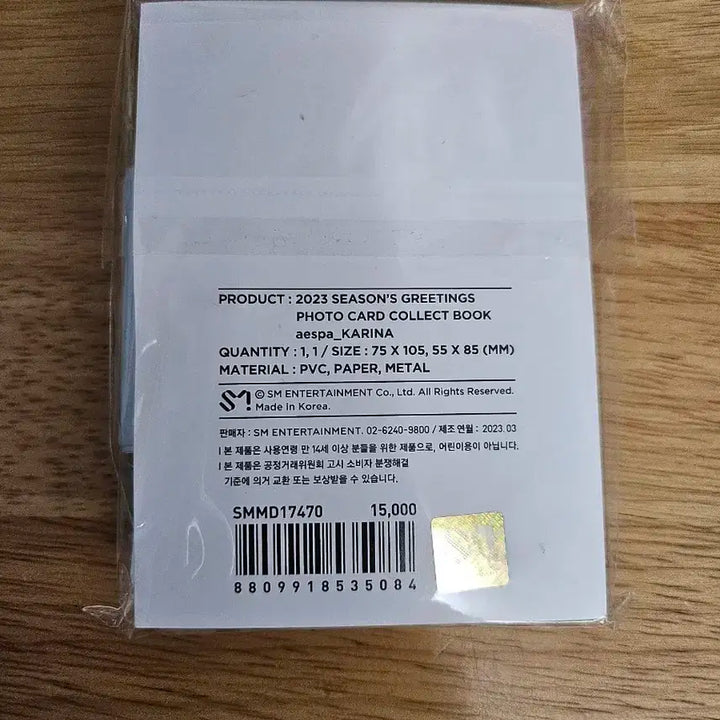 PRODUCT : 2023 SEASON'S GREETINGS
PHOTO CARD COLLECT BOOK
aespa_KARINA
QUANTITY : 1, 1 / SIZE : 75 X 105, 55 X 85 (MM)
MATERIAL : PVC, PAPER, METAL
SM
© SM ENTERTAINMENT Co., Ltd. All Rights Reserved.
Made In Korea.
판매자 : SM ENTERTAINMENT. 02-6240-9800 / 제조 연월 : 2023.03
ㅣ본 제품은 사용연령 만 14세 이상 분들을 위한 제품으로, 어린이용이 아닙니다.
ㅣ본 제품은 공정거래위원회 고시 소비자 분쟁해결
기준에 의거 교환 또는 보상받을 수 있습니다.
SMMD17470 15,000
8809918535084